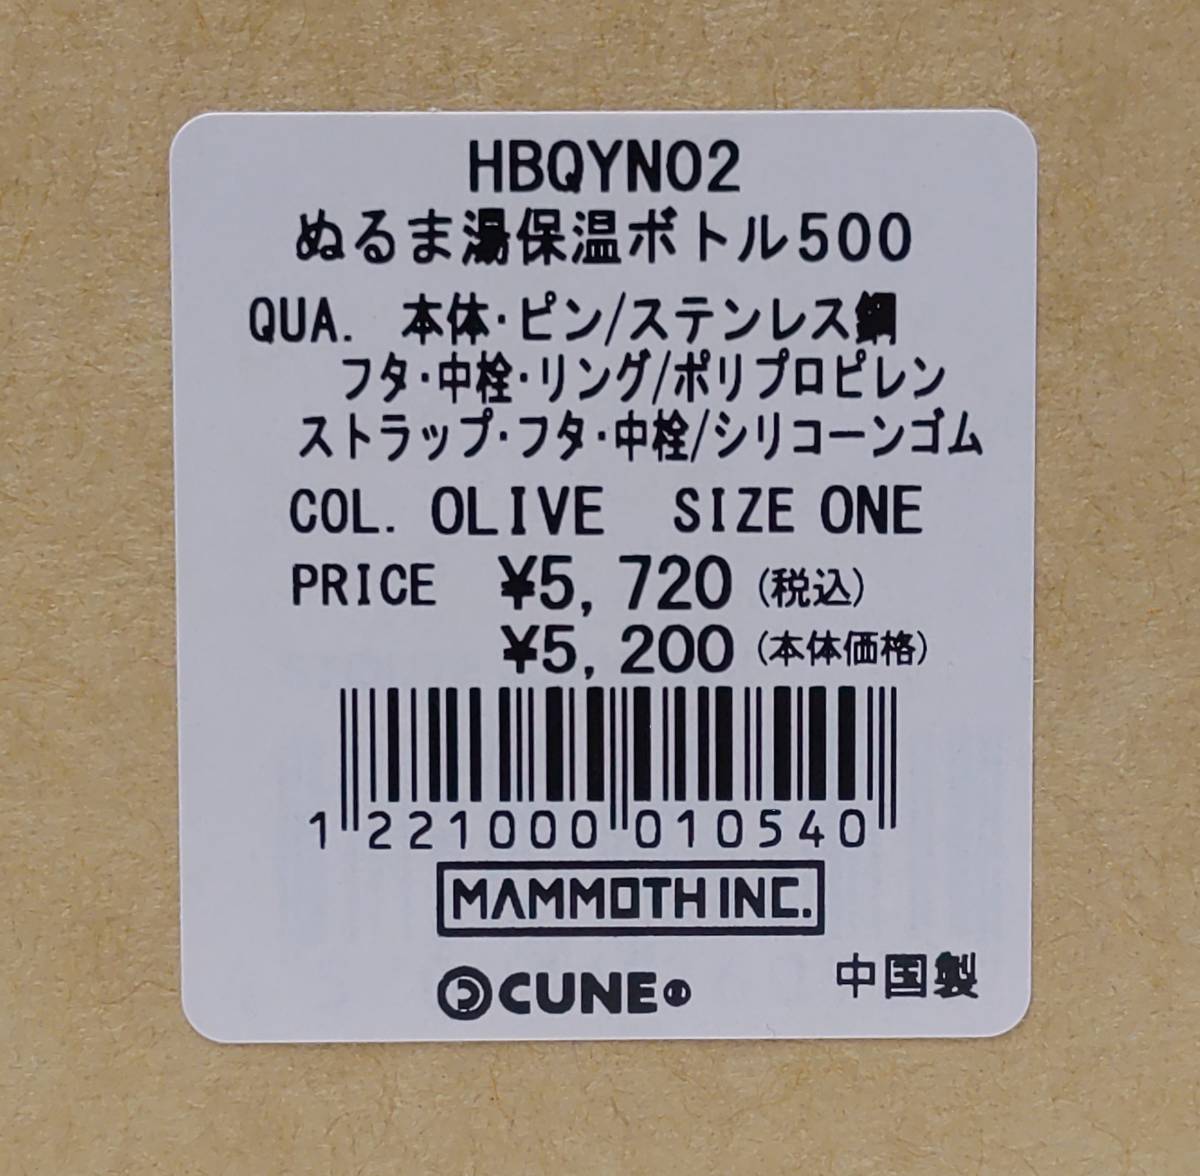 HBQYN02
ぬるま湯保温ボトル500
QUA. 本体・ピン/ステンレス鋼
フタ・中栓・リング/ポリプロピレン
ストラップ・フタ・中栓/シリコーンゴム
COL. OLIVE SIZE ONE
PRICE ¥5,720 (税込)
¥5,200 (本体価格)
1 221000 010540
MAMMOTH INC.
CUNE®
中国製